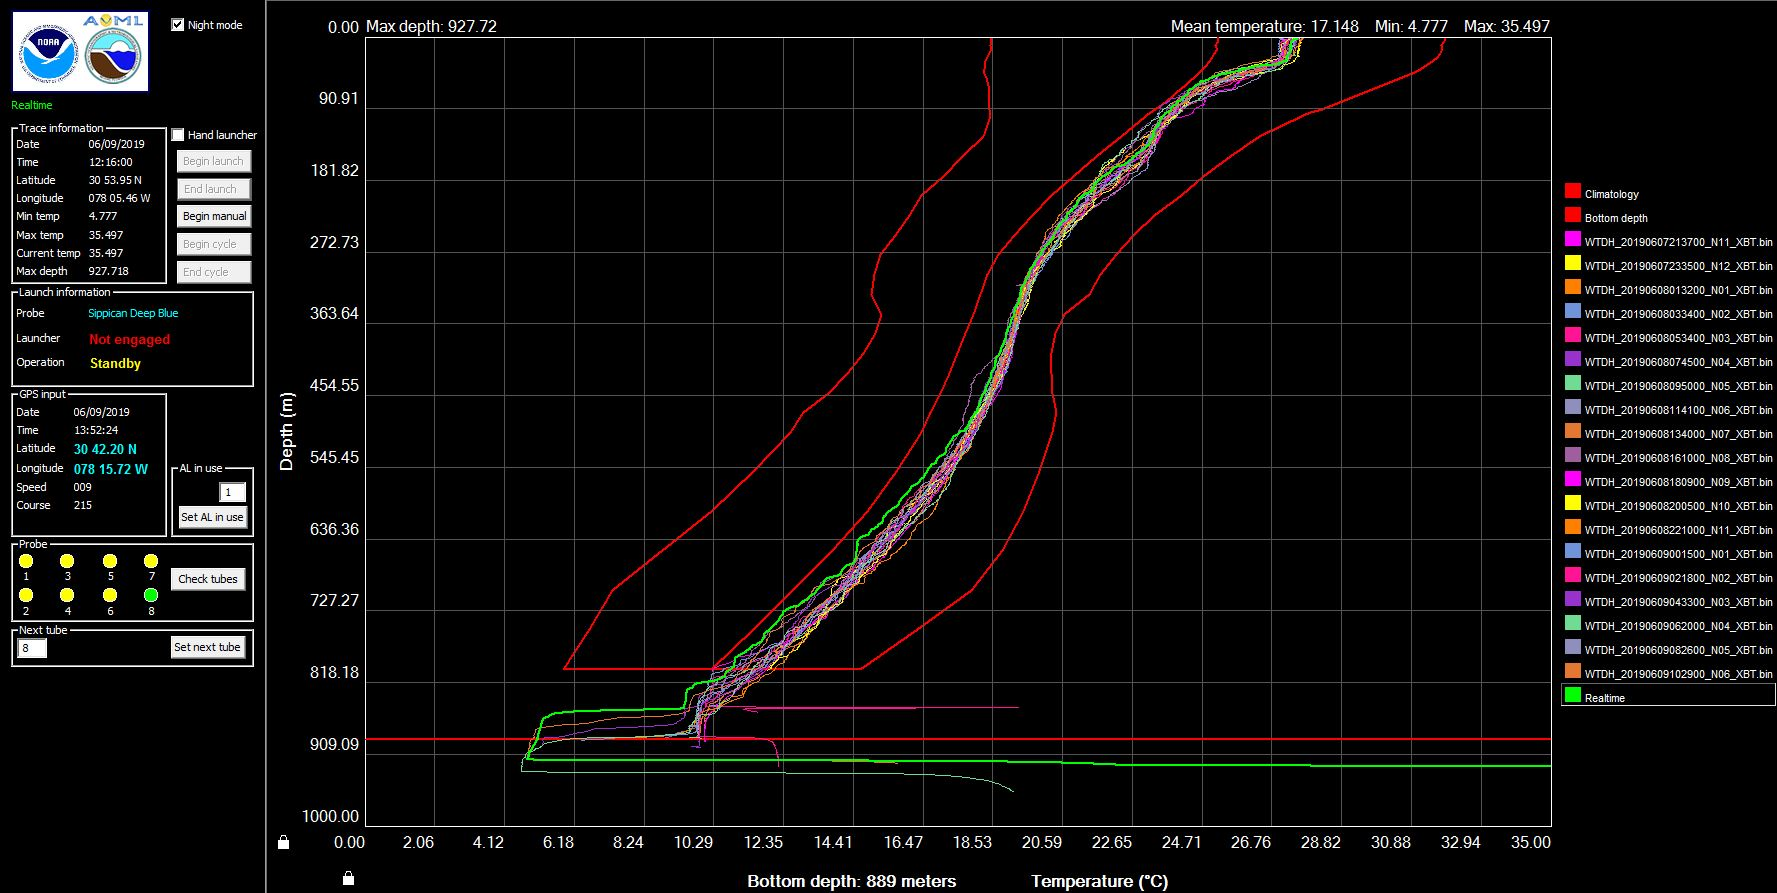 AOML
NOAA
Night mode
Realtime
Trace information
Date 06/09/2019
Time 12:16:00
Latitude 30 53.95 N
Longitude 078 05.46 W
Min temp 4.777
Max temp 35.497
Current temp 35.497
Max depth 927.718
Hand launcher
Begin launch
End launch
Begin manual
Begin cycle
End cycle
Launch information
Probe Sippican Deep Blue
Launcher Not engaged
Operation Standby
GPS input
Date 06/09/2019
Time 13:52:24
Latitude 30 42.20 N
Longitude 078 15.72 W
Speed 009
Course 215
AL in use
1
Set AL in use
Probe
1 3 5 7
2 4 6 8
Check tubes
Next tube
8
Set next tube
Max depth: 927.72
Mean temperature: 17.148 Min: 4.777 Max: 35.497
0.00
90.91
181.82
272.73
363.64
454.55
545.45
636.36
727.27
818.18
909.09
1000.00
Depth (m)
0.00 2.06 4.12 6.18 8.24 10.29 12.35 14.41 16.47 18.53 20.59 22.65 24.71 26.76 28.82 30.88 32.94 35.00
Bottom depth: 889 meters
Temperature (°C)
Climatology
Bottom depth
WTDH_20190607213700_N11_XBT.bin
WTDH_20190607233500_N12_XBT.bin
WTDH_20190608013200_N01_XBT.bin
WTDH_20190608033400_N02_XBT.bin
WTDH_20190608053400_N03_XBT.bin
WTDH_20190608074500_N04_XBT.bin
WTDH_20190608095000_N05_XBT.bin
WTDH_20190608114100_N06_XBT.bin
WTDH_20190608134000_N07_XBT.bin
WTDH_20190608161000_N08_XBT.bin
WTDH_20190608180900_N09_XBT.bin
WTDH_20190608200500_N10_XBT.bin
WTDH_20190608221000_N11_XBT.bin
WTDH_20190609001500_N01_XBT.bin
WTDH_20190609021800_N02_XBT.bin
WTDH_20190609043300_N03_XBT.bin
WTDH_20190609062000_N04_XBT.bin
WTDH_20190609082600_N05_XBT.bin
WTDH_20190609102900_N06_XBT.bin
Realtime